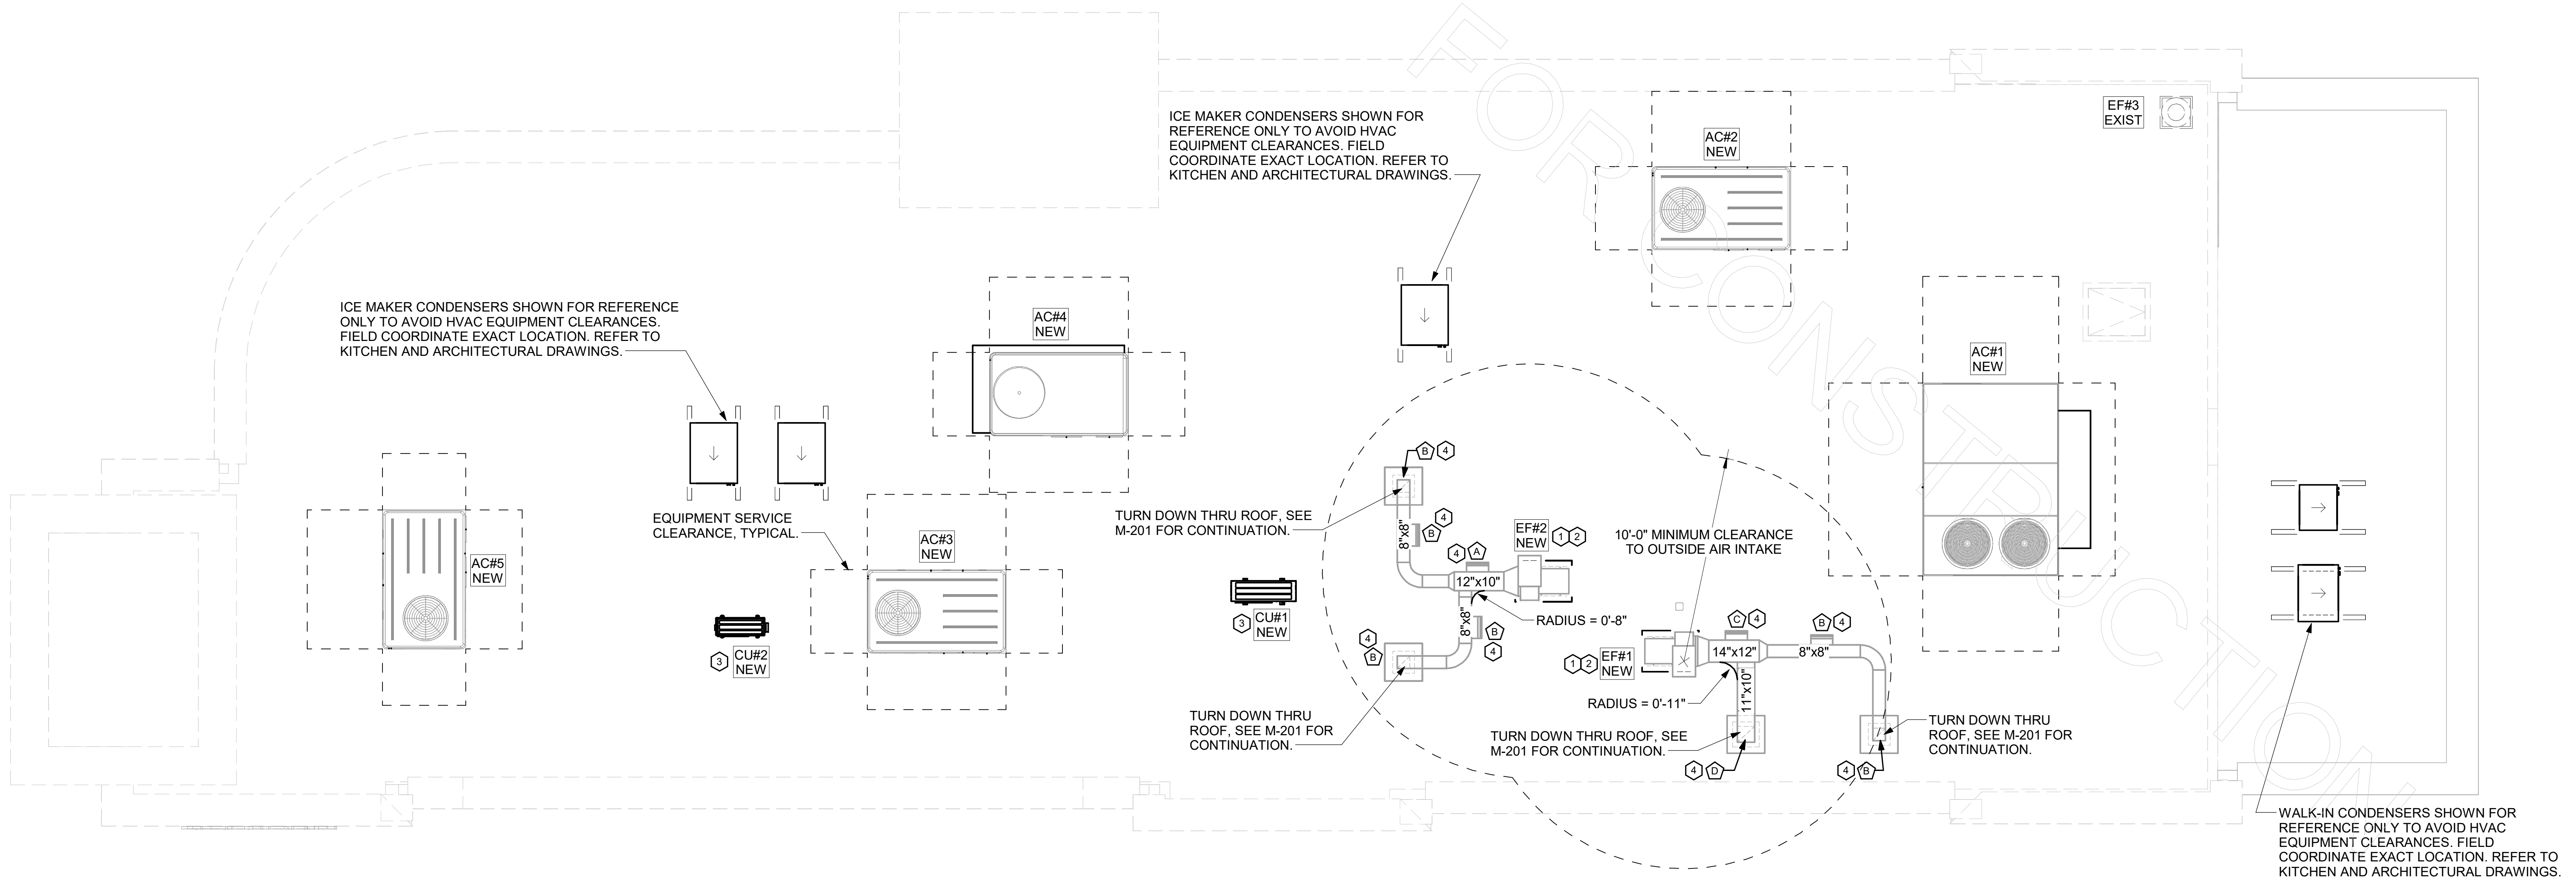 FOR CONSTRUCTION
EF#3
EXIST
ICE MAKER CONDENSERS SHOWN FOR
REFERENCE ONLY TO AVOID HVAC
EQUIPMENT CLEARANCES. FIELD
COORDINATE EXACT LOCATION. REFER TO
KITCHEN AND ARCHITECTURAL DRAWINGS.
AC#2
NEW
ICE MAKER CONDENSERS SHOWN FOR REFERENCE
ONLY TO AVOID HVAC EQUIPMENT CLEARANCES.
FIELD COORDINATE EXACT LOCATION. REFER TO
KITCHEN AND ARCHITECTURAL DRAWINGS.
AC#4
NEW
AC#1
NEW
B 4
TURN DOWN THRU ROOF, SEE
M-201 FOR CONTINUATION.
8"x8"
4
B
EQUIPMENT SERVICE
CLEARANCE, TYPICAL.
AC#3
NEW
EF#2
NEW
1 2
10'-0" MINIMUM CLEARANCE
TO OUTSIDE AIR INTAKE
4 A
12"x10"
AC#5
NEW
CU#1
NEW
3
8"x8"
RADIUS = 0'-8"
B
4
4
B
CU#2
NEW
3
1 2
EF#1
NEW
C 4
14"x12"
B 4
8"x8"
11"x10"
RADIUS = 0'-11"
TURN DOWN THRU
ROOF, SEE M-201 FOR
CONTINUATION.
TURN DOWN THRU ROOF, SEE
M-201 FOR CONTINUATION.
TURN DOWN THRU
ROOF, SEE M-201 FOR
CONTINUATION.
4 D
4 B
WALK-IN CONDENSERS SHOWN FOR
REFERENCE ONLY TO AVOID HVAC
EQUIPMENT CLEARANCES. FIELD
COORDINATE EXACT LOCATION. REFER TO
KITCHEN AND ARCHITECTURAL DRAWINGS.